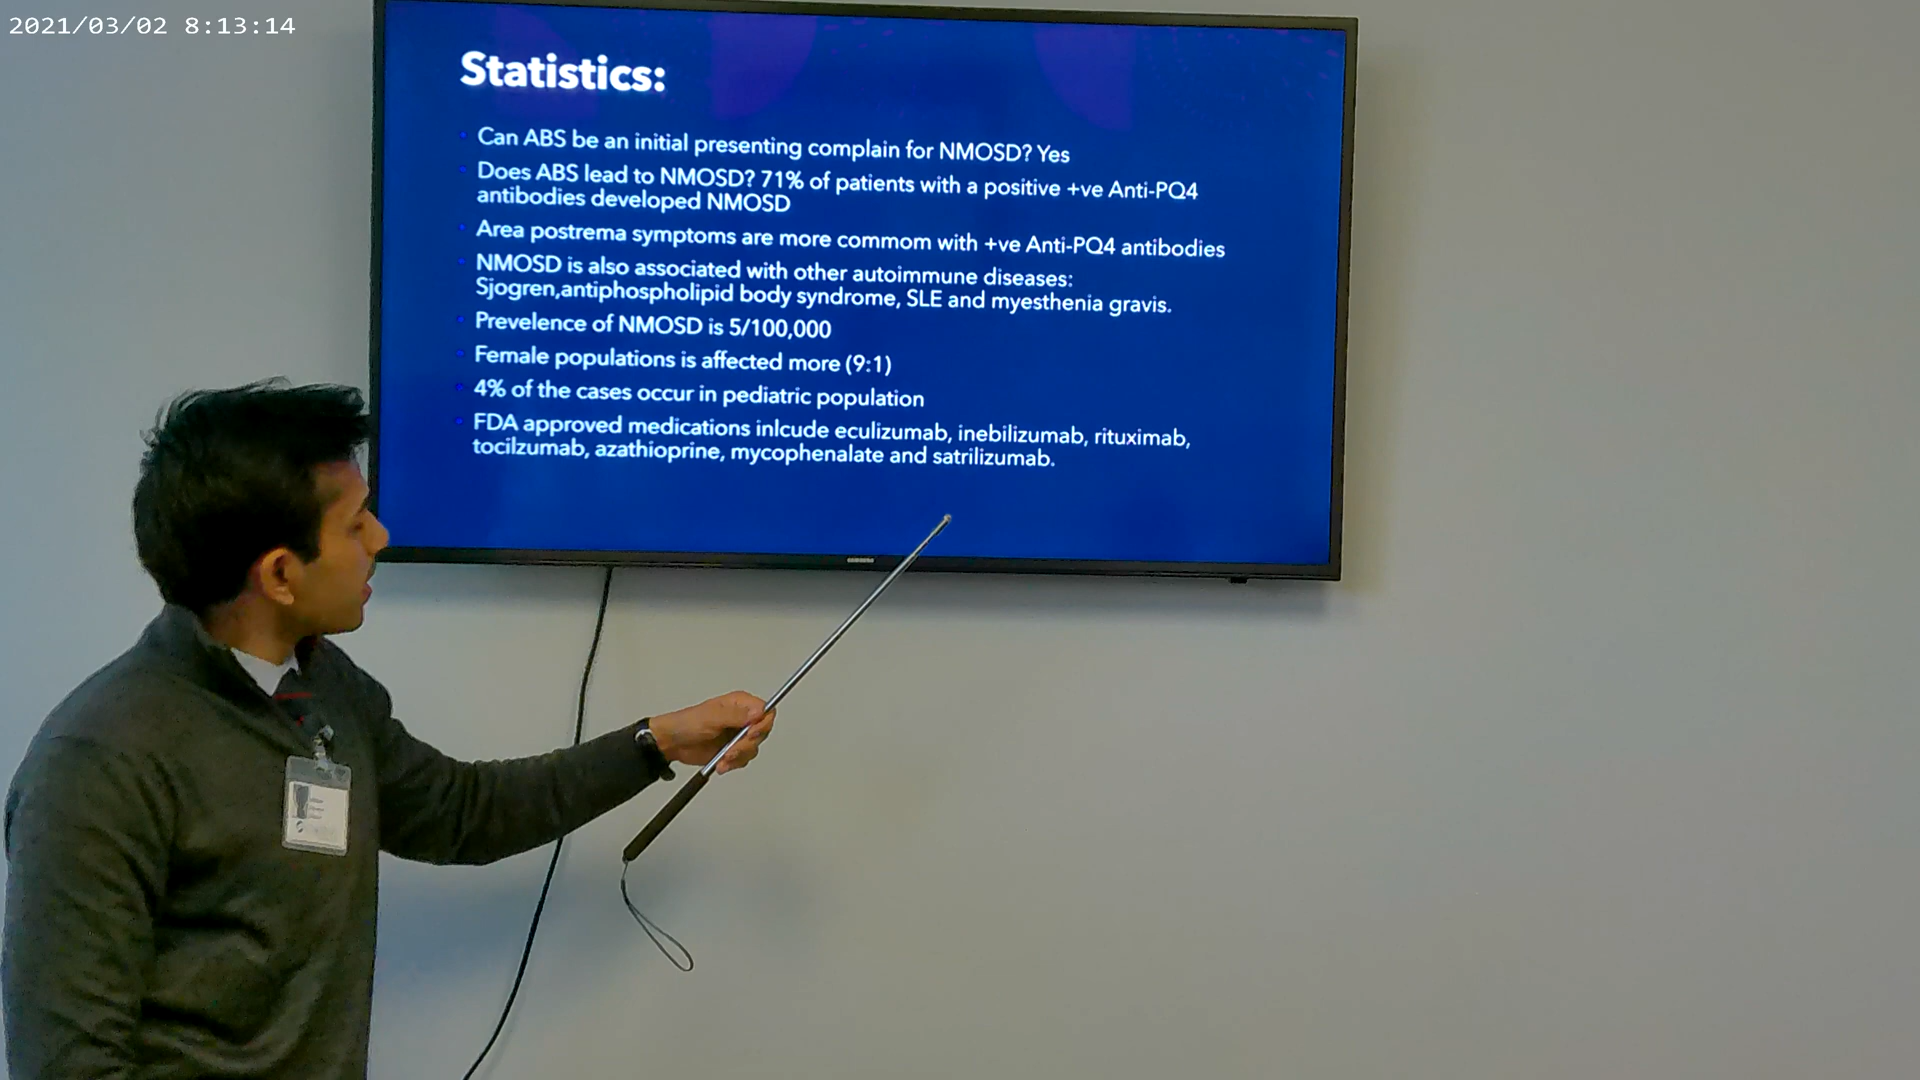 2021/03/02 8:13:14
Statistics:
Can ABS be an initial presenting complain for NMOSD? Yes
Does ABS lead to NMOSD? 71% of patients with a positive +ve Anti-PQ4
antibodies developed NMOSD
Area postrema symptoms are more commom with +ve Anti-PQ4 antibodies
NMOSD is also associated with other autoimmune diseases:
Sjogren,antiphospholipid body syndrome, SLE and myesthenia gravis.
Prevelence of NMOSD is 5/100,000
Female populations is affected more (9:1)
4% of the cases occur in pediatric population
FDA approved medications inlcude eculizumab, inebilizumab, rituximab,
tocilzumab, azathioprine, mycophenalate and satrilizumab.
SAMSUNG